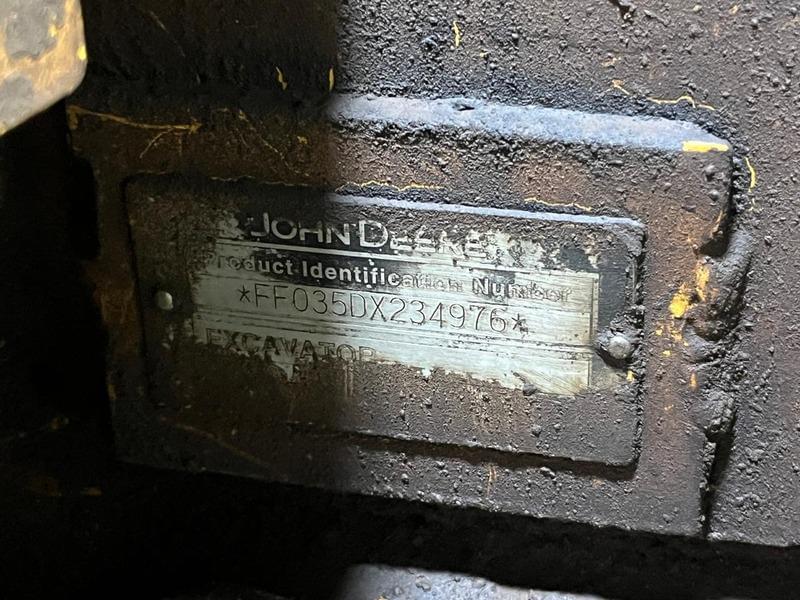 JOHN DEERE
Product Identification Number
*FF035DX234976*
EXCAVATOR